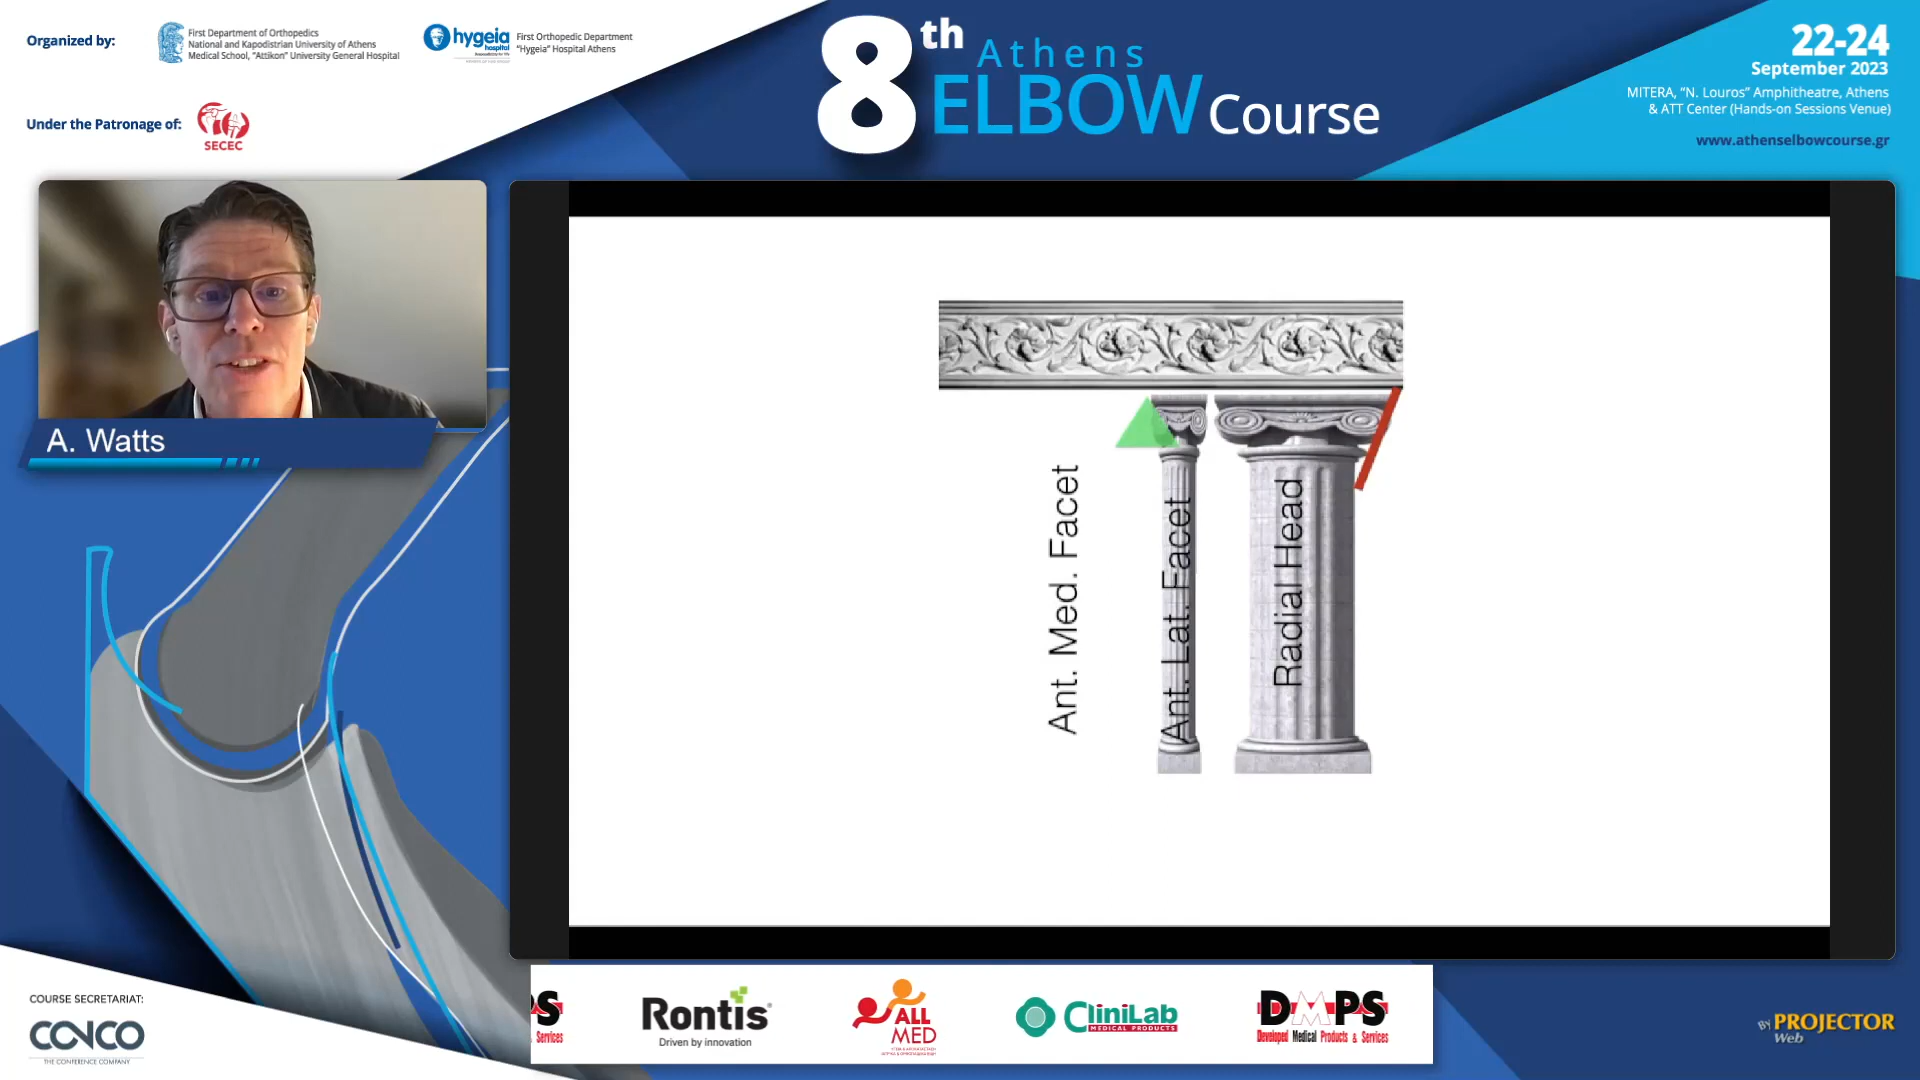 Organized by:
First Department of Orthopedics
National and Kapodistrian University of Athens
Medical School, "Attikon" University General Hospital
hygeia
hospital
First Orthopedic Department
"Hygeia" Hospital Athens
Under the Patronage of:
SECEC
8th Athens
ELBOW Course
22-24
September 2023
MITERA, "N. Louros" Amphitheatre, Athens
& ATT Center (Hands-on Sessions Venue)
www.athenselbowcourse.gr
A. Watts
Ant. Med. Facet
Ant. Lat. Facet
Radial Head
COURSE SECRETARIAT:
CONCO
THE CONFERENCE COMPANY
PS
& Services
Rontis®
Driven by innovation
ALL
MED
CliniLab
MEDICAL PRODUCTS
DMPS
Developed Medical Products & Services
By PROJECTOR
Web